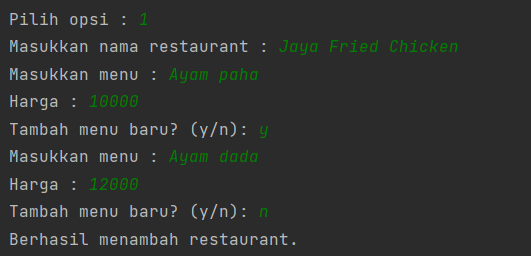 Pilih opsi : 1
Masukkan nama restaurant : Jaya Fried Chicken
Masukkan menu : Ayam paha
Harga : 10000
Tambah menu baru? (y/n): y
Masukkan menu : Ayam dada
Harga : 12000
Tambah menu baru? (y/n): n
Berhasil menambah restaurant.